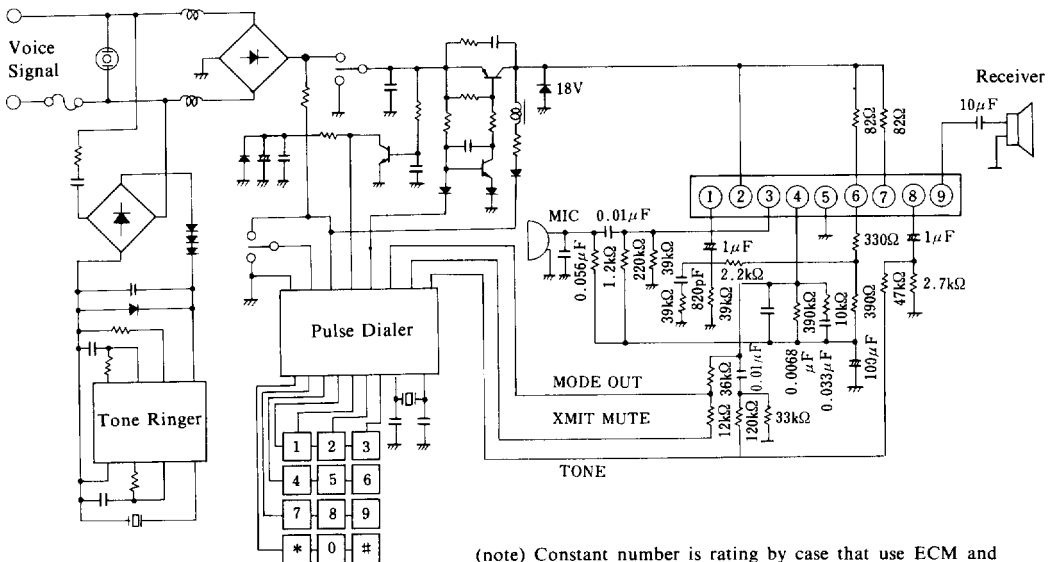 Voice
Signal
18V
Receiver
10μF
82Ω
82Ω
1
2
3
4
5
6
7
8
9
MIC
0.01μF
0.056μF
1.2kΩ
220kΩ
39kΩ
1μF
820pF
39kΩ
39kΩ
2.2kΩ
330Ω
1μF
390Ω
47kΩ
2.7kΩ
390kΩ
10kΩ
0.0068
μF
0.033μF
100μF
0.01μF
36kΩ
12kΩ
120kΩ
33kΩ
Pulse Dialer
MODE OUT
XMIT MUTE
TONE
Tone Ringer
1 2 3
4 5 6
7 8 9
* 0 #
(note) Constant number is rating by case that use ECM and